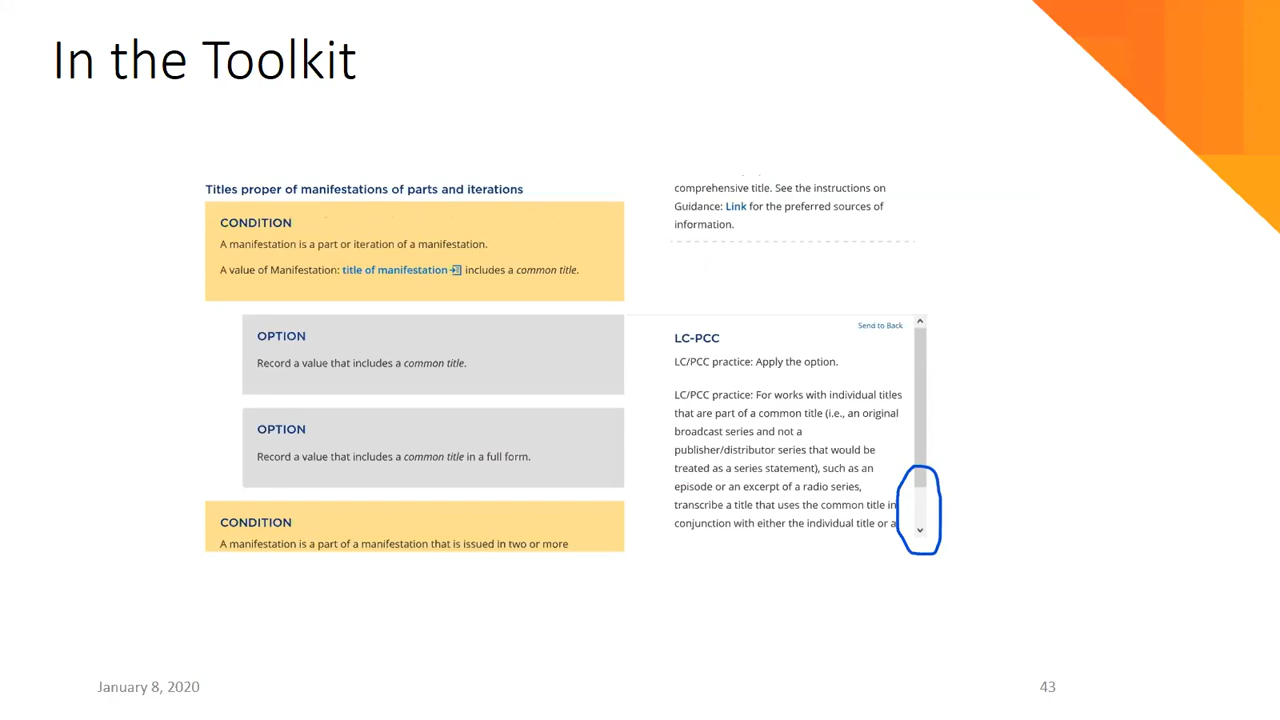 In the Toolkit
Titles proper of manifestations of parts and iterations
CONDITION
A manifestation is a part or iteration of a manifestation.
A value of Manifestation: title of manifestation includes a common title.
OPTION
Record a value that includes a common title.
OPTION
Record a value that includes a common title in a full form.
CONDITION
A manifestation is a part of a manifestation that is issued in two or more
comprehensive title. See the instructions on
Guidance: Link for the preferred sources of
information.
Send to Back
LC-PCC
LC/PCC practice: Apply the option.
LC/PCC practice: For works with individual titles
that are part of a common title (i.e., an original
broadcast series and not a
publisher/distributor series that would be
treated as a series statement), such as an
episode or an excerpt of a radio series,
transcribe a title that uses the common title in
conjunction with either the individual title or a
January 8, 2020
43